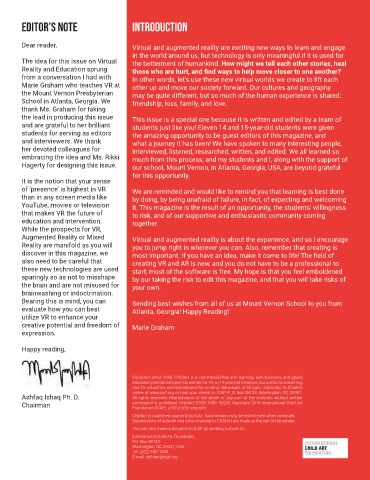 EDITOR'S NOTE
Dear reader,
The idea for this issue on Virtual
Reality and Education sprung
from a conversation I had with
Marie Graham who teaches VR at
the Mount Vernon Presbyterian
School in Atlanta, Georgia. We
thank Ms. Graham for taking
the lead in producing this issue
and are grateful to her brilliant
students for serving as editors
and interviewers. We thank
her devoted colleagues for
embracing the idea and Ms. Rikki
Hagerty for designing this issue.
It is the notion that your sense
of 'presence' is highest in VR
than in any screen media like
YouTube, movies or television
that makes VR the future of
education and intervention.
While the prospects for VR,
Augmented Reality or Mixed
Reality are manifold as you will
discover in this magazine, we
also need to be careful that
these new technologies are used
sparingly so as not to misshape
the brain and are not misused for
brainwashing or indoctrination.
Bearing this in mind, you can
evaluate how you can best
utilize VR to enhance your
creative potential and freedom of
expression.
Happy reading,
Ashfaq Ishaq Ph. D.
Chairman
INTRODUCTION
Virtual and augmented reality are exciting new ways to learn and engage
in the world around us, but technology is only meaningful if it is used for
the betterment of humankind. How might we tell each other stories, heal
those who are hurt, and find ways to help move closer to one another?
In other words, let's use these new virtual worlds we create to lift each
other up and move our society forward. Our cultures and geography
may be quite different, but so much of the human experience is shared:
friendship, loss, family, and love.
This issue is a special one because it is written and edited by a team of
students just like you! Eleven 14 and 15-year-old students were given
the amazing opportunity to be guest editors of this magazine, and
what a journey it has been! We have spoken to many interesting people,
interviewed, listened, researched, written, and edited. We all learned so
much from this process, and my students and I, along with the support of
our school, Mount Vernon, in Atlanta, Georgia, USA, are beyond grateful
for this opportunity.
We are reminded and would like to remind you that learning is best done
by doing, by being unafraid of failure, in fact, of expecting and welcoming
it. This magazine is the result of an opportunity, the students' willingness
to risk, and of our supportive and enthusiastic community coming
together.
Virtual and augmented reality is about the experience, and so I encourage
you to jump right in wherever you can. Also, remember that creating is
most important. If you have an idea, make it come to life! The field of
creating VR and AR is new, and you do not have to be a professional to
start; most of the software is free. My hope is that you feel emboldened
by our taking the risk to edit this magazine, and that you will take risks of
your own.
Sending best wishes from all of us at Mount Vernon School to you from
Atlanta, Georgia! Happy Reading!
Marie Graham
International Child Art Foundation
Washington, DC 20037, USA
INTERNATIONAL
CHILD ART
FOUNDATION